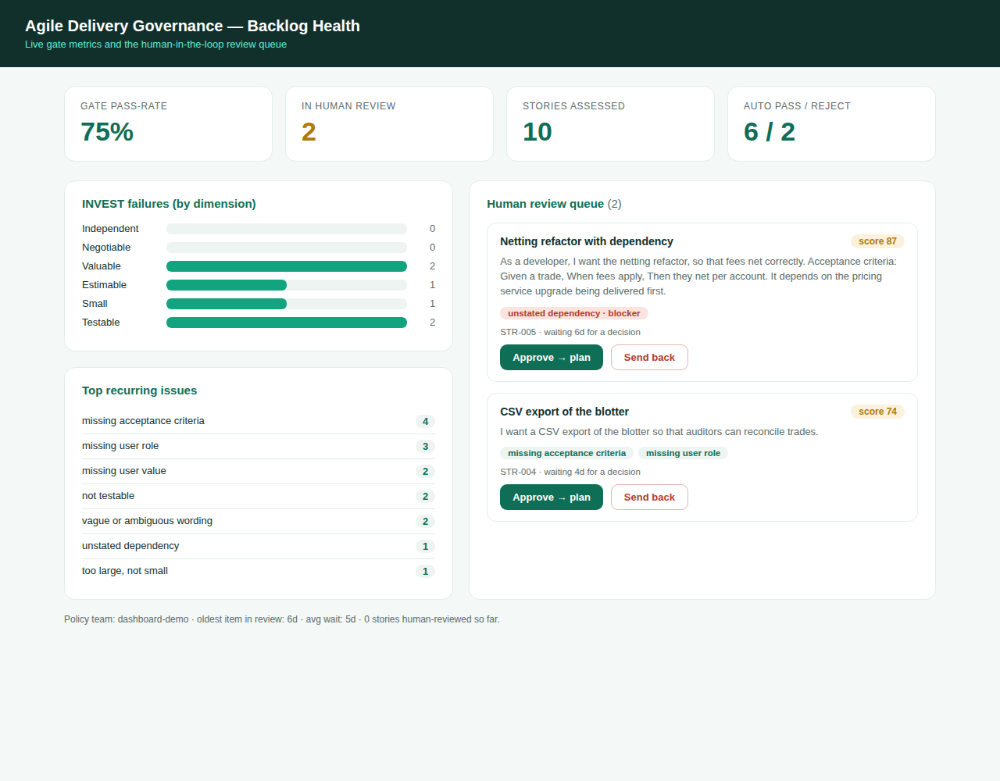 Agile Delivery Governance — Backlog Health
Live gate metrics and the human-in-the-loop review queue
GATE PASS-RATE
75%
IN HUMAN REVIEW
2
STORIES ASSESSED
10
AUTO PASS / REJECT
6 / 2
INVEST failures (by dimension)
Independent 0
Negotiable 0
Valuable 2
Estimable 1
Small 1
Testable 2
Top recurring issues
missing acceptance criteria 4
missing user role 3
missing user value 2
not testable 2
vague or ambiguous wording 2
unstated dependency 1
too large, not small 1
Human review queue (2)
Netting refactor with dependency score 87
As a developer, I want the netting refactor, so that fees net correctly. Acceptance criteria:
Given a trade, When fees apply, Then they net per account. It depends on the pricing
service upgrade being delivered first.
unstated dependency · blocker
STR-005 · waiting 6d for a decision
Approve → plan Send back
CSV export of the blotter score 74
I want a CSV export of the blotter so that auditors can reconcile trades.
missing acceptance criteria missing user role
STR-004 · waiting 4d for a decision
Approve → plan Send back
Policy team: dashboard-demo · oldest item in review: 6d · avg wait: 5d · 0 stories human-reviewed so far.